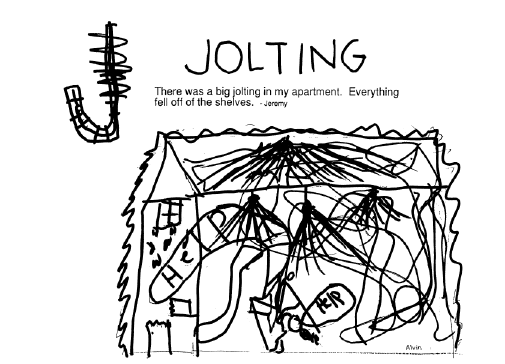 J JOLTING
There was a big jolting in my apartment. Everything
fell off of the shelves. - Jeremy
HELP
Help
Alvin